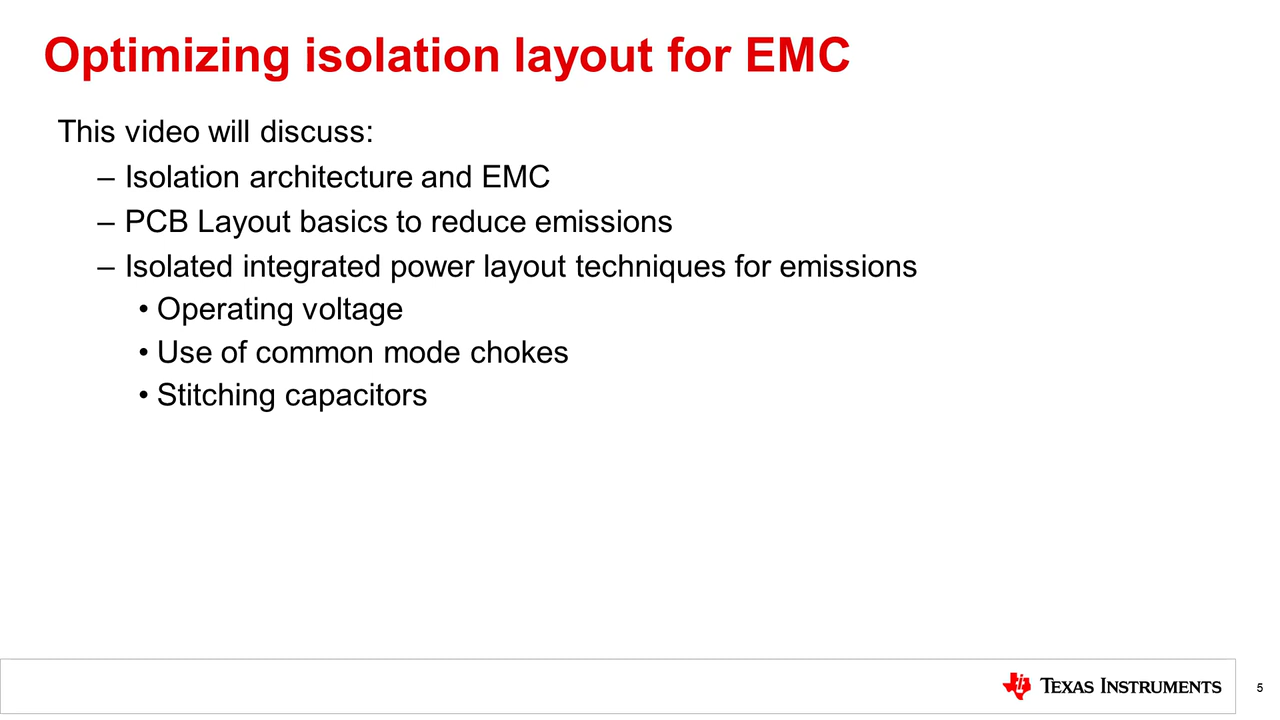 Optimizing isolation layout for EMC
This video will discuss:
– Isolation architecture and EMC
– PCB Layout basics to reduce emissions
– Isolated integrated power layout techniques for emissions
• Operating voltage
• Use of common mode chokes
• Stitching capacitors
Texas Instruments
5